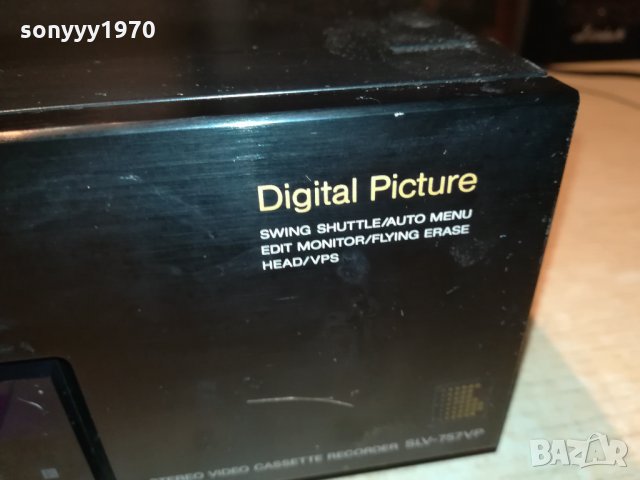 sonyyy1970
Digital Picture
SWING SHUTTLE/AUTO MENU
EDIT MONITOR/FLYING ERASE
HEAD/VPS
STEREO VIDEO CASSETTE RECORDER SLV-757VP
BAZAR.bg